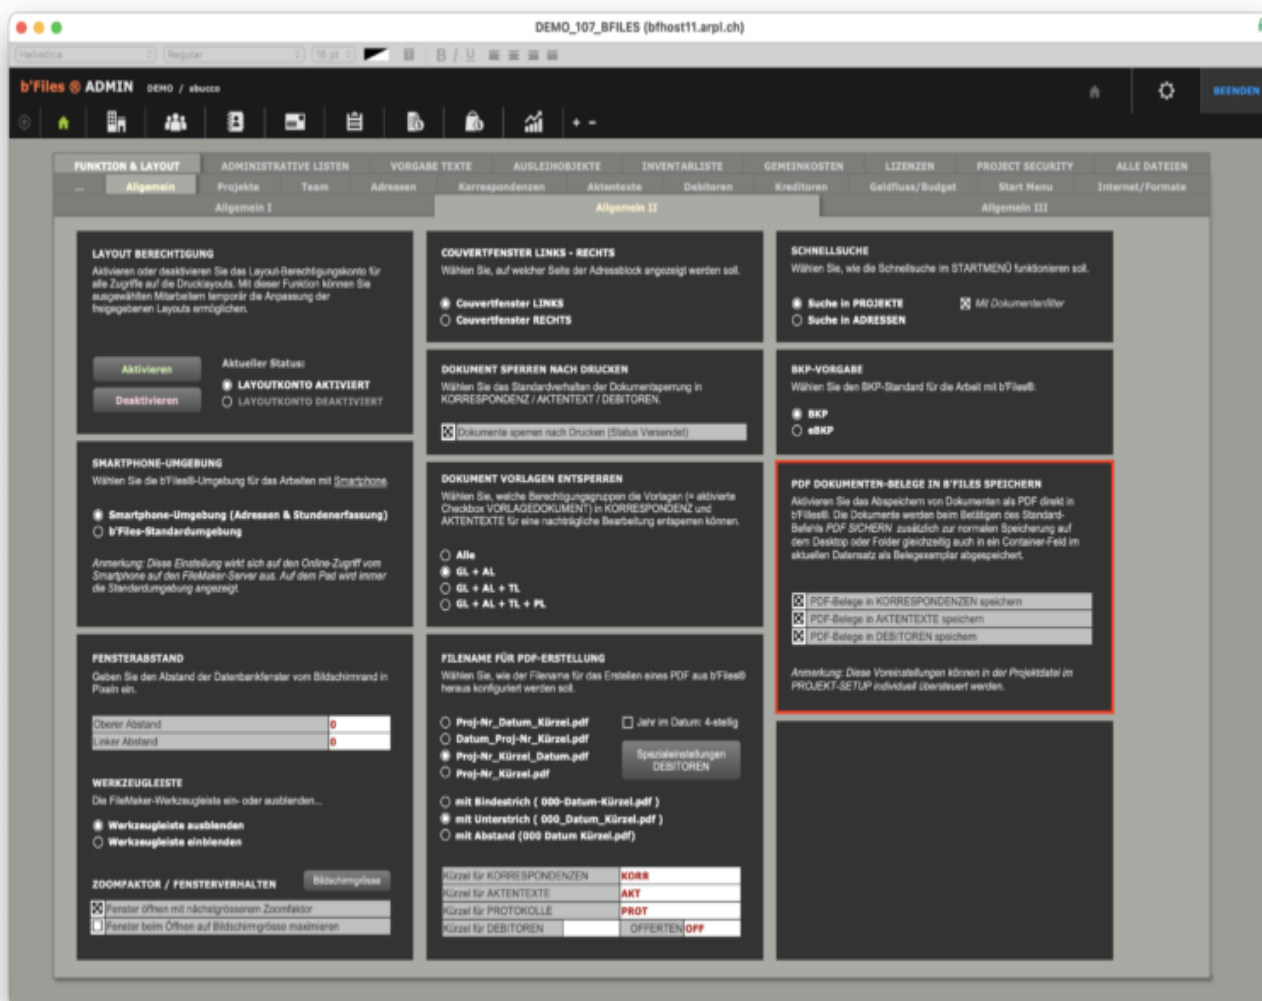 DEMO_107_BFILES (bfhost11.arpl.ch)
Helvetica Regular 18 pt B I U
b'Files ® ADMIN DEMO / sbucco
BEENDEN
+ -
FUNKTION & LAYOUT ADMINISTRATIVE LISTEN VORGABE TEXTE AUSLEIHOBJEKTE INVENTARLISTE GEMEINKOSTEN LIZENZEN PROJECT SECURITY ALLE DATEIEN
... Allgemein Projekte Team Adressen Korrespondenzen Aktentexte Debitoren Kreditoren Geldfluss/Budget Start Menu Internet/Formate
Allgemein I Allgemein II Allgemein III
LAYOUT BERECHTIGUNG
Aktivieren oder deaktivieren Sie das Layout-Berechtigungskonto für
alle Zugriffe auf die Drucklayouts. Mit dieser Funktion können Sie
ausgewählten Mitarbeitern temporär die Anpassung der
freigegebenen Layouts ermöglichen.
Aktivieren
Deaktivieren
Aktueller Status:
LAYOUTKONTO AKTIVIERT
LAYOUTKONTO DEAKTIVIERT
SMARTPHONE-UMGEBUNG
Wählen Sie die b'Files®-Umgebung für das Arbeiten mit Smartphone.
Smartphone-Umgebung (Adressen & Stundenerfassung)
b'Files-Standardumgebung
Anmerkung: Diese Einstellung wirkt sich auf den Online-Zugriff vom
Smartphone auf den FileMaker-Server aus. Auf dem Pad wird immer
die Standardumgebung angezeigt.
FENSTERABSTAND
Geben Sie den Abstand der Datenbankfenster vom Bildschirmrand in
Pixeln ein.
Oberer Abstand 0
Linker Abstand 0
WERKZEUGLEISTE
Die FileMaker-Werkzeugleiste ein- oder ausblenden...
Werkzeugleiste ausblenden
Werkzeugleiste einblenden
ZOOMFAKTOR / FENSTERVERHALTEN Bildschirmgrösse
Fenster öffnen mit nächstgrösserem Zoomfaktor
Fenster beim Öffnen auf Bildschirmgrösse maximieren
COUVERTFENSTER LINKS - RECHTS
Wählen Sie, auf welcher Seite der Adressblock angezeigt werden soll.
Couvertfenster LINKS
Couvertfenster RECHTS
DOKUMENT SPERREN NACH DRUCKEN
Wählen Sie das Standardverhalten der Dokumentsperrung in
KORRESPONDENZ / AKTENTEXT / DEBITOREN.
Dokumente sperren nach Drucken (Status Versendet)
DOKUMENT VORLAGEN ENTSPERREN
Wählen Sie, welche Berechtigungsgruppen die Vorlagen (= aktivierte
Checkbox VORLAGEDOKUMENT) in KORRESPONDENZ und
AKTENTEXTE für eine nachträgliche Bearbeitung entsperren können.
Alle
GL + AL
GL + AL + TL
GL + AL + TL + PL
FILENAME FÜR PDF-ERSTELLUNG
Wählen Sie, wie der Filename für das Erstellen eines PDF aus b'Files®
heraus konfiguriert werden soll.
Proj-Nr_Datum_Kürzel.pdf Jahr im Datum: 4-stellig
Datum_Proj-Nr_Kürzel.pdf
Proj-Nr_Kürzel_Datum.pdf
Proj-Nr_Kürzel.pdf
Spezialeinstellungen
DEBITOREN
mit Bindestrich ( 000-Datum-Kürzel.pdf )
mit Unterstrich ( 000_Datum_Kürzel.pdf )
mit Abstand (000 Datum Kürzel.pdf)
Kürzel für KORRESPONDENZEN KORR
Kürzel für AKTENTEXTE AKT
Kürzel für PROTOKOLLE PROT
Kürzel für DEBITOREN OFFERTEN OFF
SCHNELLSUCHE
Wählen Sie, wie die Schnellsuche im STARTMENÜ funktionieren soll.
Suche in PROJEKTE Mit Dokumentenfilter
Suche in ADRESSEN
BKP-VORGABE
Wählen Sie den BKP-Standard für die Arbeit mit b'Files®.
BKP
eBKP
PDF DOKUMENTEN-BELEGE IN B'FILES SPEICHERN
Aktivieren Sie das Abspeichern von Dokumenten als PDF direkt in
b'Files®. Die Dokumente werden beim Betätigen des Standard-
Befehls PDF SICHERN zusätzlich zur normalen Speicherung auf
dem Desktop oder Folder gleichzeitig auch in ein Container-Feld im
aktuellen Datensatz als Belegexemplar abgespeichert.
PDF-Belege in KORRESPONDENZEN speichern
PDF-Belege in AKTENTEXTE speichern
PDF-Belege in DEBITOREN speichern
Anmerkung: Diese Voreinstellungen können in der Projektdatei im
PROJEKT-SETUP individuell übersteuert werden.